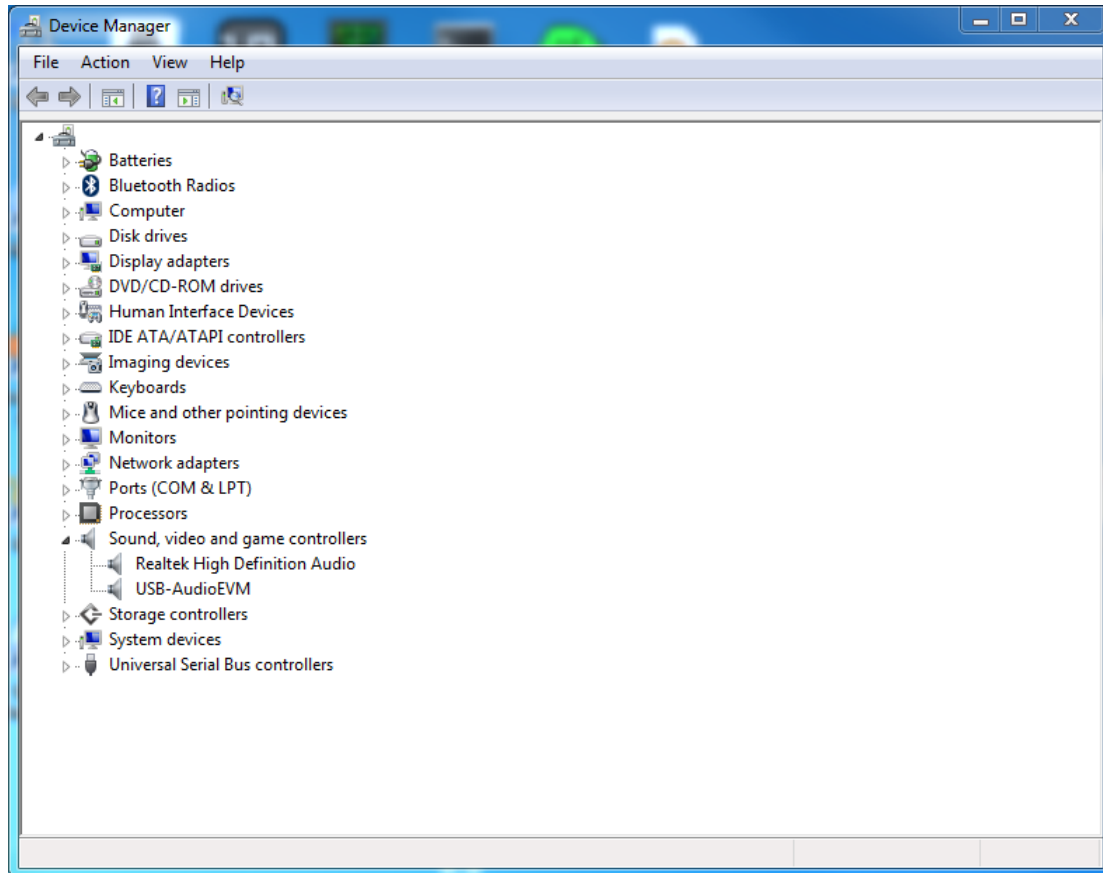 Device Manager
File Action View Help
Batteries
Bluetooth Radios
Computer
Disk drives
Display adapters
DVD/CD-ROM drives
Human Interface Devices
IDE ATA/ATAPI controllers
Imaging devices
Keyboards
Mice and other pointing devices
Monitors
Network adapters
Ports (COM & LPT)
Processors
Sound, video and game controllers
Realtek High Definition Audio
USB-AudioEVM
Storage controllers
System devices
Universal Serial Bus controllers